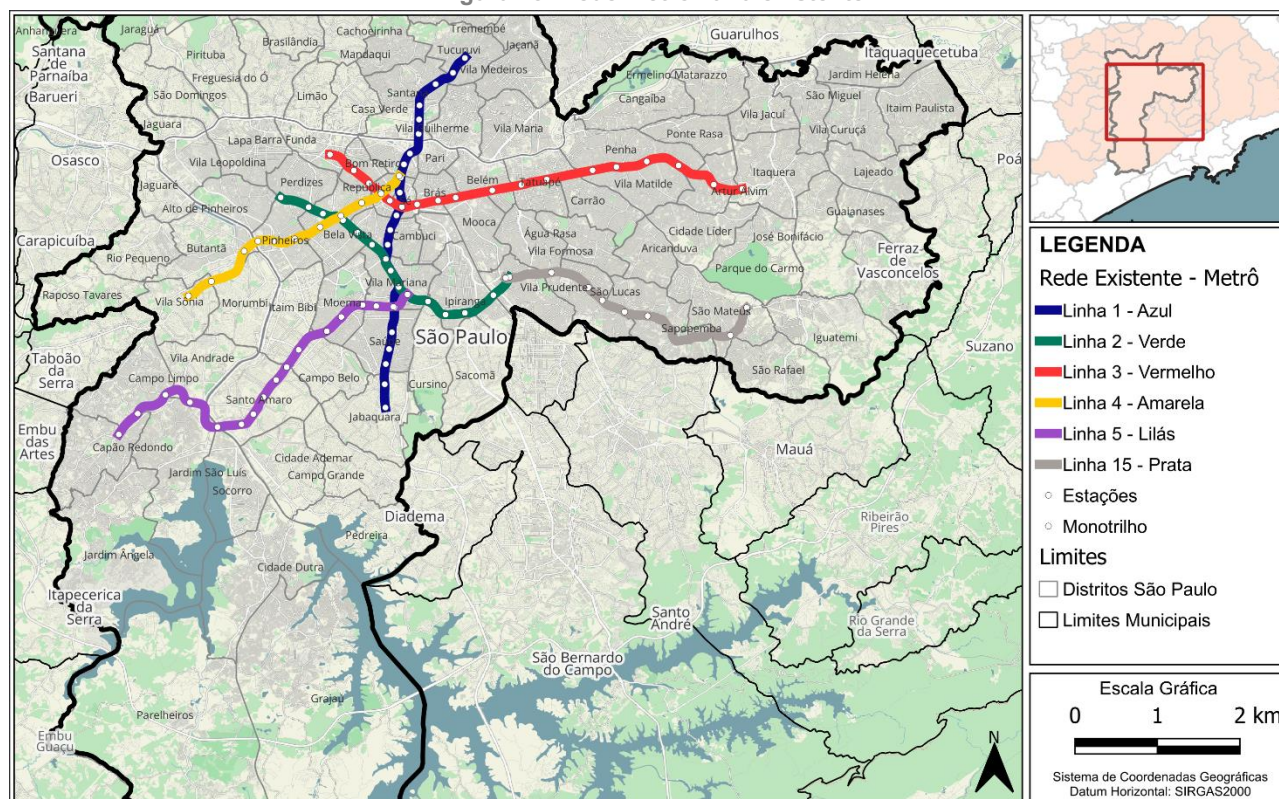 Anhanguera
Jaraguá
Cachoeirinha
Tremembé
Guarulhos
Santana
de
Parnaíba
Barueri
Pirituba
Brasilândia
Mandaqui
Tucuruvi
Jaçanã
Itaquaquecetuba
Freguesia do Ó
Vila Medeiros
Ermelino Matarazzo
Jardim Helena
São Domingos
Limão
Casa Verde
Cangaíba
São Miguel
Itaim Paulista
Jaguara
Vila Guilherme
Vila Maria
Vila Jacuí
Vila Curuçá
Osasco
Lapa
Barra Funda
Ponte Rasa
Vila Leopoldina
Bom Retiro
Pari
Penha
Itaquera
Lajeado
Poá
Jaguaré
Perdizes
República
Brás
Belém
Tatuapé
Vila Matilde
Artur Alvim
Alto de Pinheiros
Mooca
Carrão
Guaianases
Carapicuíba
Butantã
Pinheiros
Bela Vista
Cambuci
Água Rasa
Vila Formosa
Aricanduva
Cidade Líder
José Bonifácio
Ferraz
de
Vasconcelos
Rio Pequeno
Parque do Carmo
Raposo Tavares
Vila Sônia
Morumbi
Itaim Bibi
Moema
Vila Mariana
Ipiranga
Vila Prudente
São Lucas
São Mateus
Sapopemba
Iguatemi
Suzano
Taboão
da
Serra
Vila Andrade
Saúde
São Paulo
São Rafael
Campo Limpo
Campo Belo
Cursino
Sacomã
Santo Amaro
Jabaquara
Embu
das
Artes
Capão Redondo
Cidade Ademar
Mauá
Jardim São Luís
Campo Grande
Socorro
Diadema
Ribeirão
Pires
Pedreira
Jardim Ângela
Cidade Dutra
Itapecerica
da
Serra
Santo
André
Rio Grande
da Serra
São Bernardo
do Campo
Grajaú
Parelheiros
Embu
Guaçu
N
LEGENDA
Rede Existente - Metrô
Linha 1 - Azul
Linha 2 - Verde
Linha 3 - Vermelho
Linha 4 - Amarela
Linha 5 - Lilás
Linha 15 - Prata
Estações
Monotrilho
Limites
Distritos São Paulo
Limites Municipais
Escala Gráfica
0 1 2 km
Sistema de Coordenadas Geográficas
Datum Horizontal: SIRGAS2000